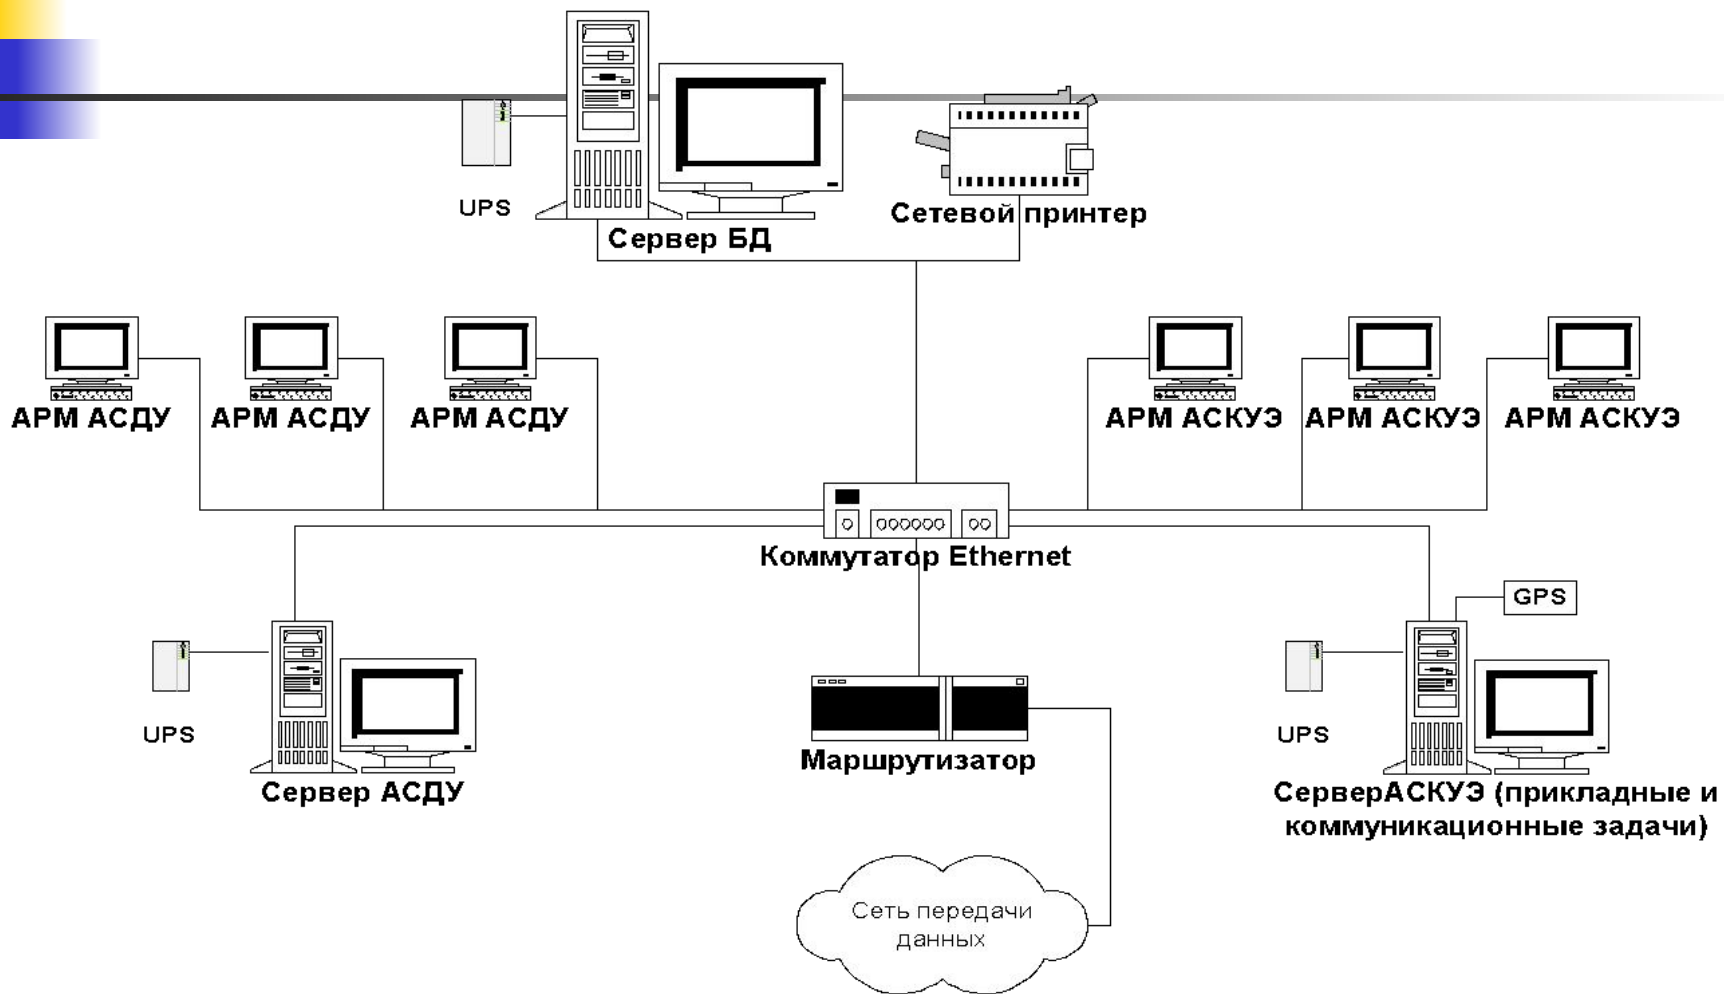 UPS
Сервер БД
Сетевой принтер
АРМ АСДУ
АРМ АСДУ
АРМ АСДУ
АРМ АСКУЭ
АРМ АСКУЭ
АРМ АСКУЭ
Коммутатор Ethernet
GPS
UPS
Сервер АСДУ
Маршрутизатор
UPS
СерверАСКУЭ (прикладные и
коммуникационные задачи)
Сеть передачи
данных